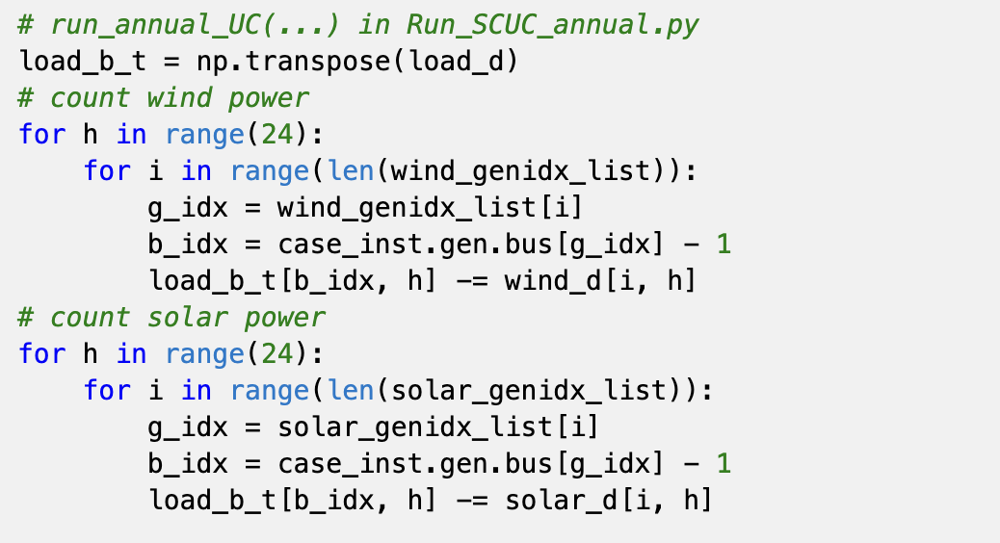 # run_annual_UC(...) in Run_SCUC_annual.py
load_b_t = np.transpose(load_d)
# count wind power
for h in range(24):
    for i in range(len(wind_genidx_list)):
        g_idx = wind_genidx_list[i]
        b_idx = case_inst.gen.bus[g_idx] - 1
        load_b_t[b_idx, h] -= wind_d[i, h]
# count solar power
for h in range(24):
    for i in range(len(solar_genidx_list)):
        g_idx = solar_genidx_list[i]
        b_idx = case_inst.gen.bus[g_idx] - 1
        load_b_t[b_idx, h] -= solar_d[i, h]